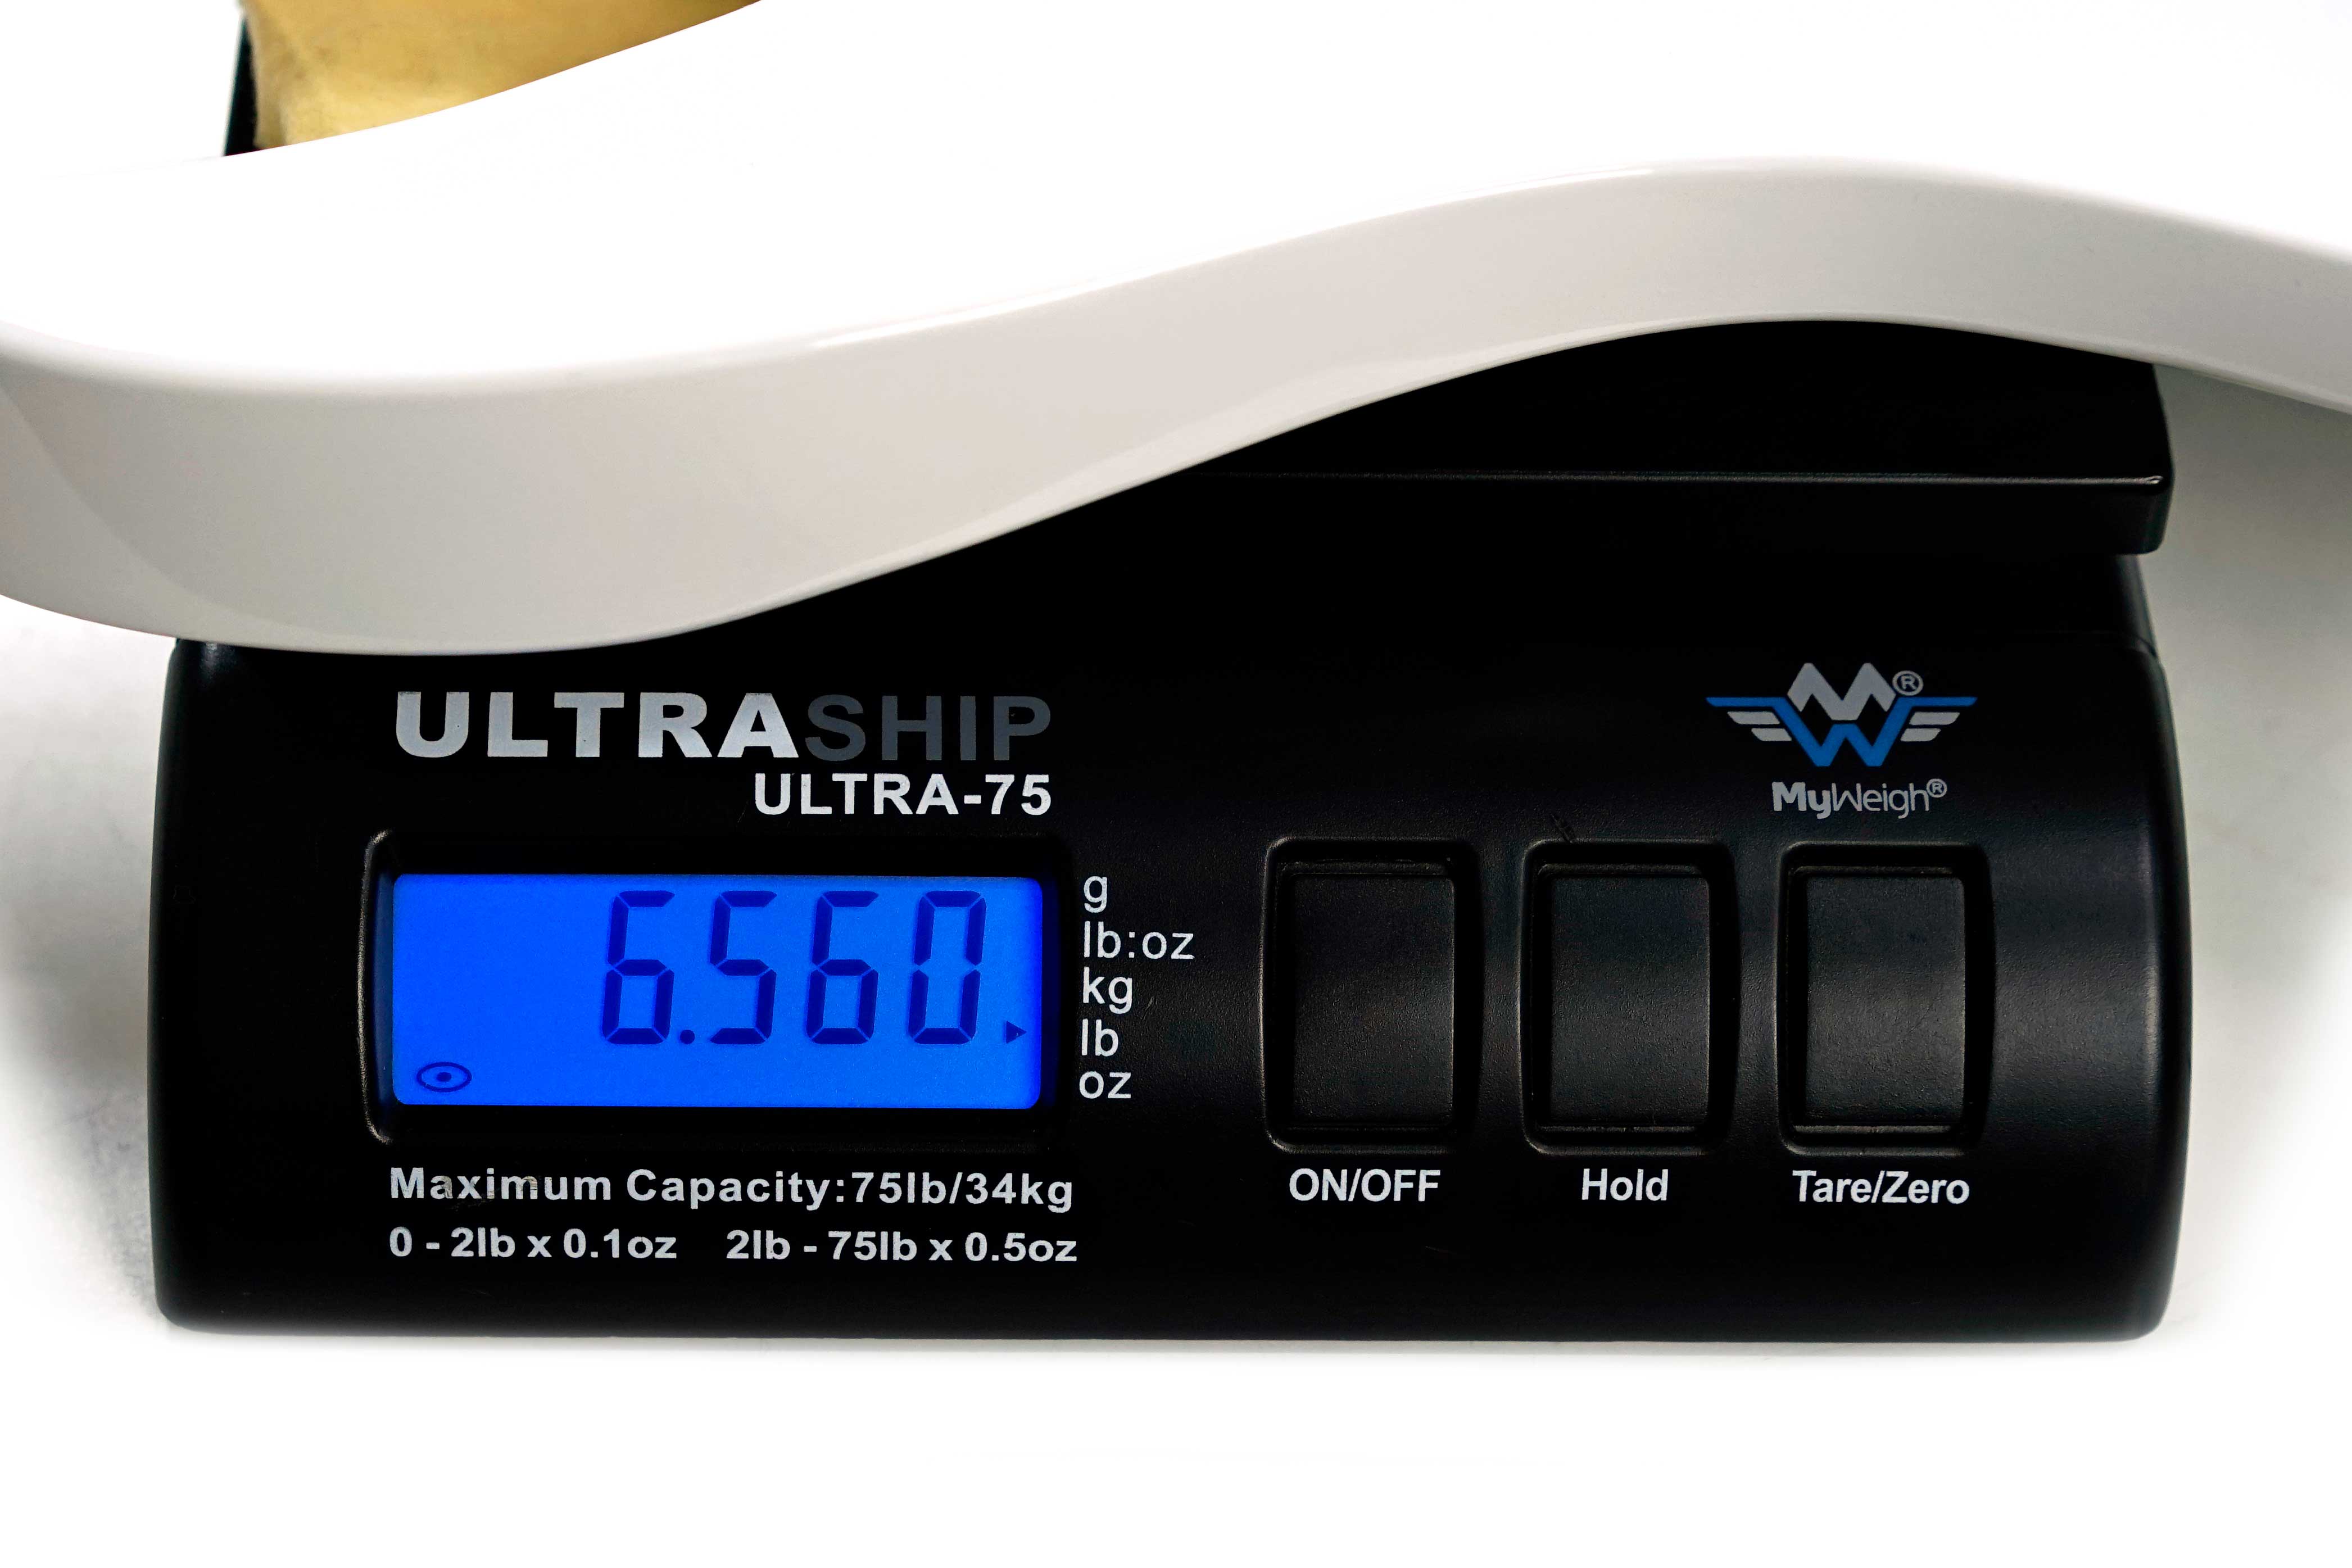 ULTRASHIP
ULTRA-75
MW®
MyWeigh®
6.560
g
lb:oz
kg
lb
oz
Maximum Capacity:75lb/34kg
0 - 2lb x 0.1oz 2lb - 75lb x 0.5oz
ON/OFF
Hold
Tare/Zero